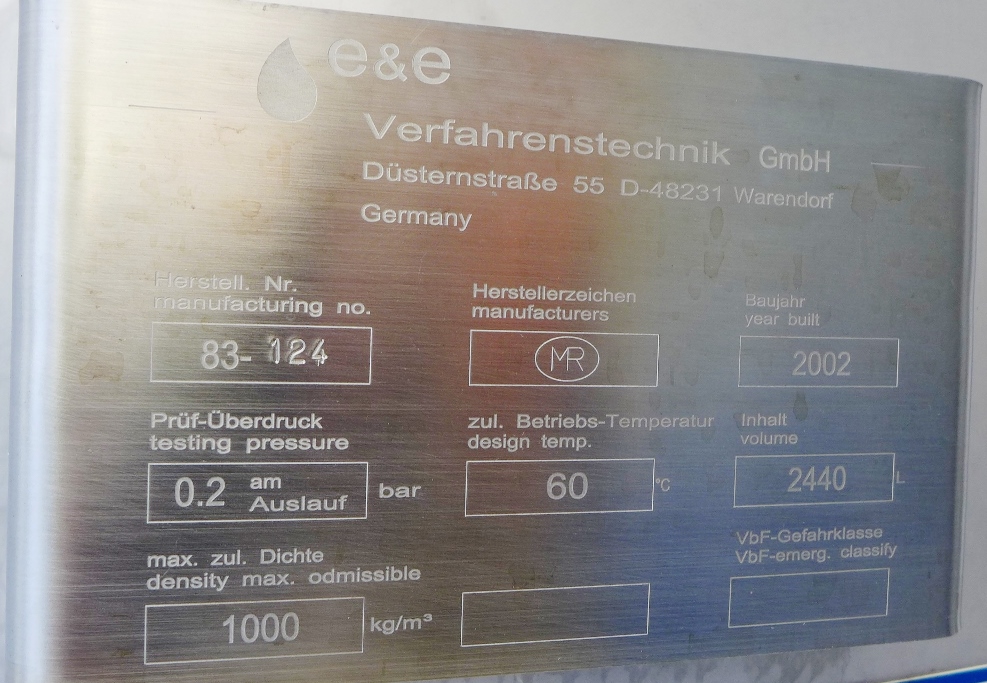 e&e
Verfahrenstechnik GmbH
Düsternstraße 55 D-48231 Warendorf
Germany
Herstell. Nr.
manufacturing no.
83- 124
Herstellerzeichen
manufacturers
MR
Baujahr
year built
2002
Prüf-Überdruck
testing pressure
0.2 am Auslauf bar
zul. Betriebs-Temperatur
design temp.
60 °C
Inhalt
volume
2440 L
max. zul. Dichte
density max. odmissible
1000 kg/m³
VbF-Gefahrklasse
VbF-emerg. classify